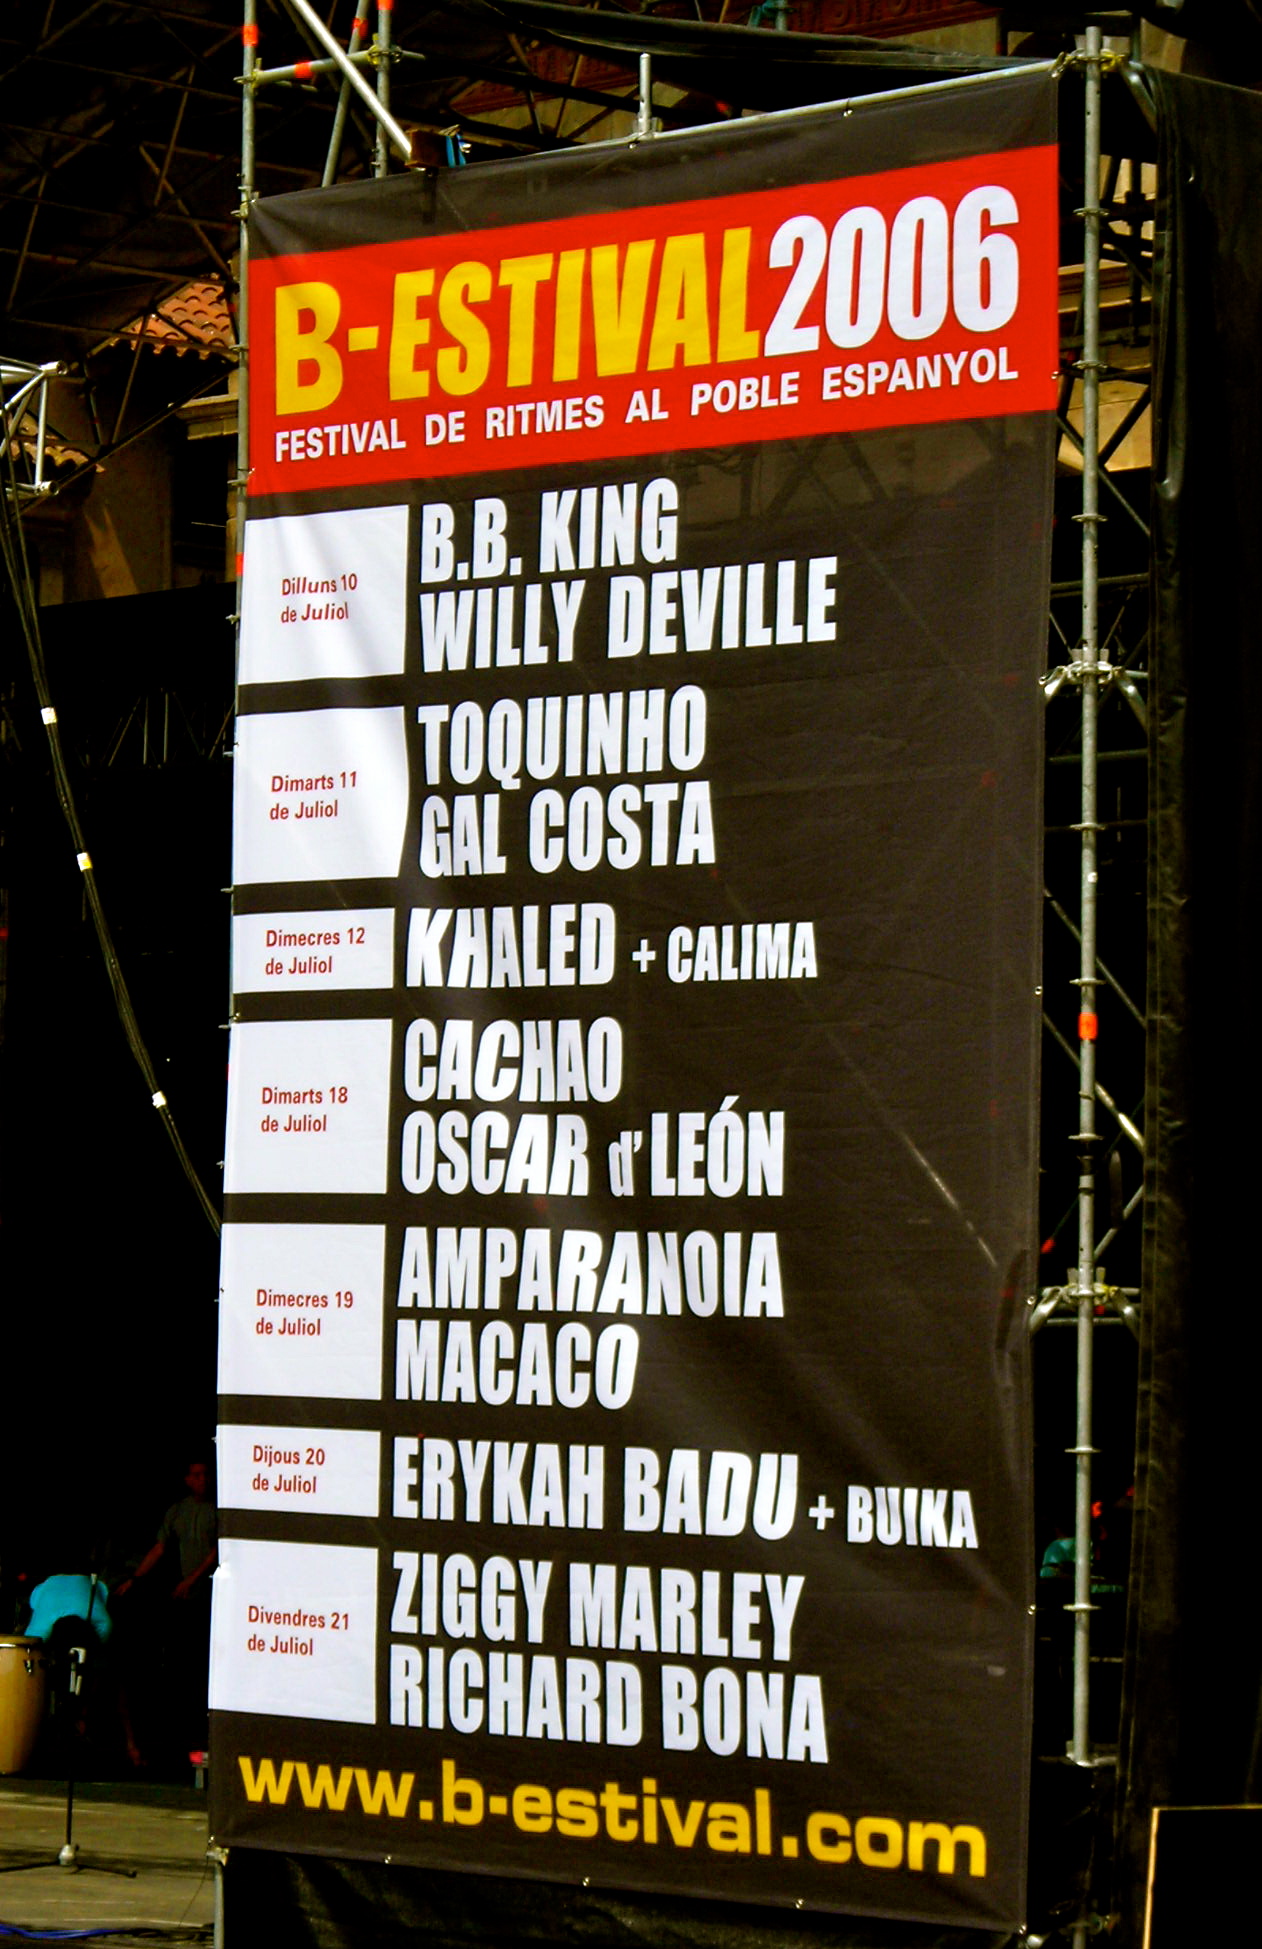 B-ESTIVAL2006
FESTIVAL DE RITMES AL POBLE ESPANYOL
Dilluns 10
de Juliol
B.B. KING
WILLY DEVILLE
Dimarts 11
de Juliol
TOQUINHO
GAL COSTA
Dimecres 12
de Juliol
KHALED + CALIMA
Dimarts 18
de Juliol
CACHAO
OSCAR d' LEÓN
Dimecres 19
de Juliol
AMPARANOIA
MACACO
Dijous 20
de Juliol
ERYKAH BADU + BUIKA
Divendres 21
de Juliol
ZIGGY MARLEY
RICHARD BONA
www.b-estival.com